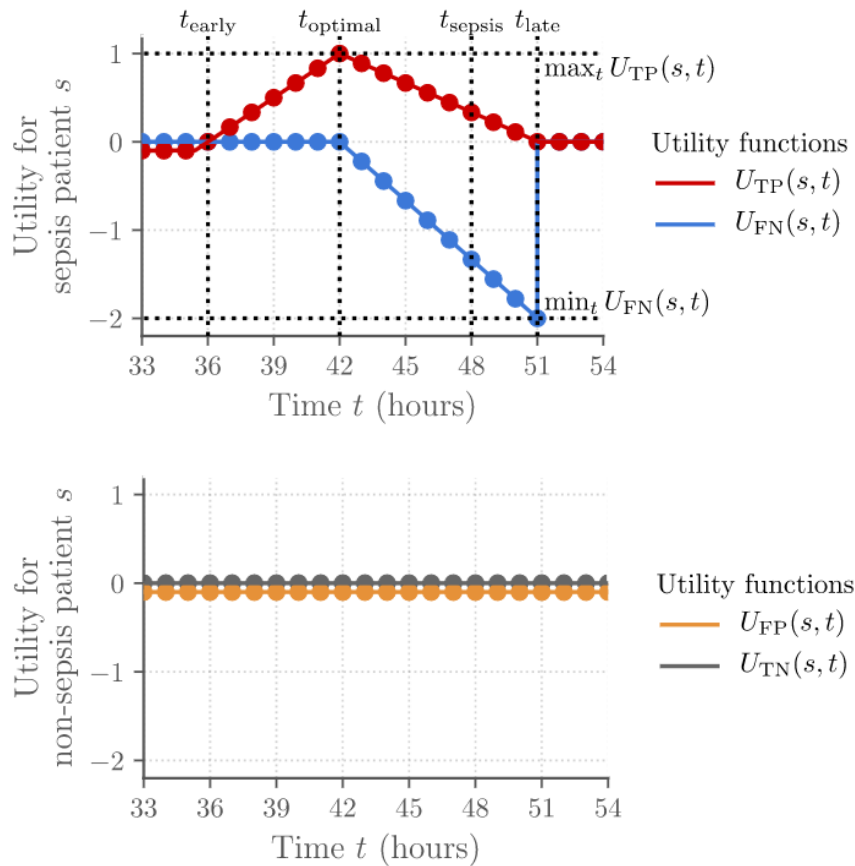 t_early t_optimal t_sepsis t_late
1
0
−1
−2
max_t U_TP(s, t)
min_t U_FN(s, t)
Utility for
sepsis patient s
33 36 39 42 45 48 51 54
Time t (hours)
Utility functions
U_TP(s, t)
U_FN(s, t)
1
0
−1
−2
Utility for
non-sepsis patient s
33 36 39 42 45 48 51 54
Time t (hours)
Utility functions
U_FP(s, t)
U_TN(s, t)